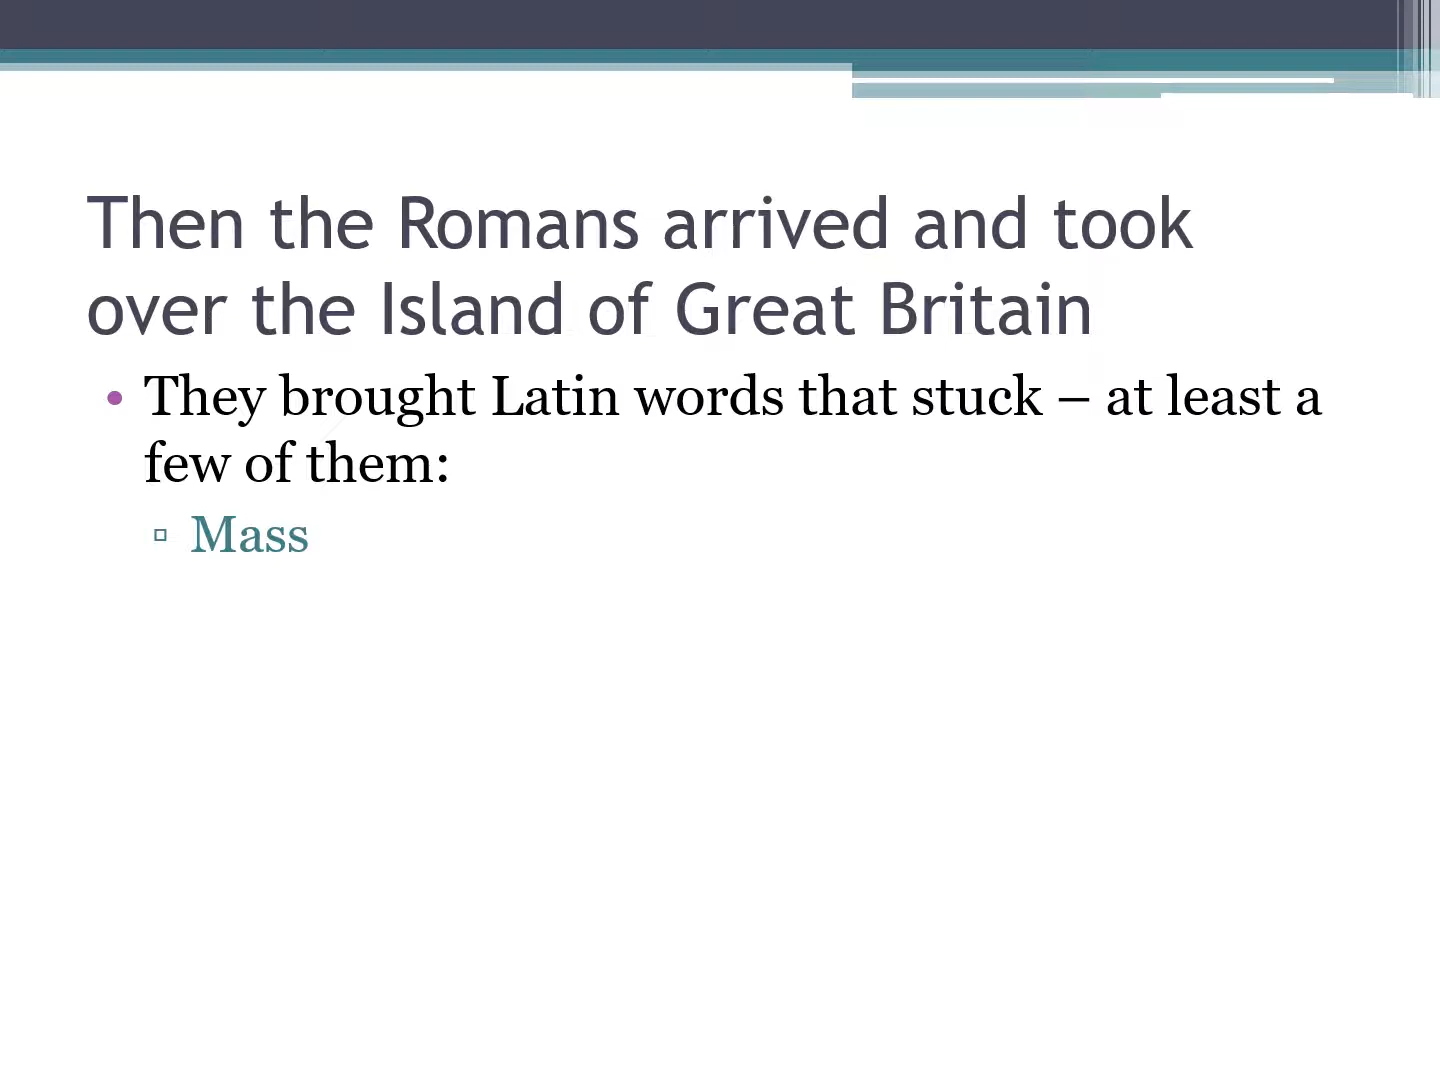 Then the Romans arrived and took
over the Island of Great Britain
• They brought Latin words that stuck – at least a
few of them:
▫ Mass